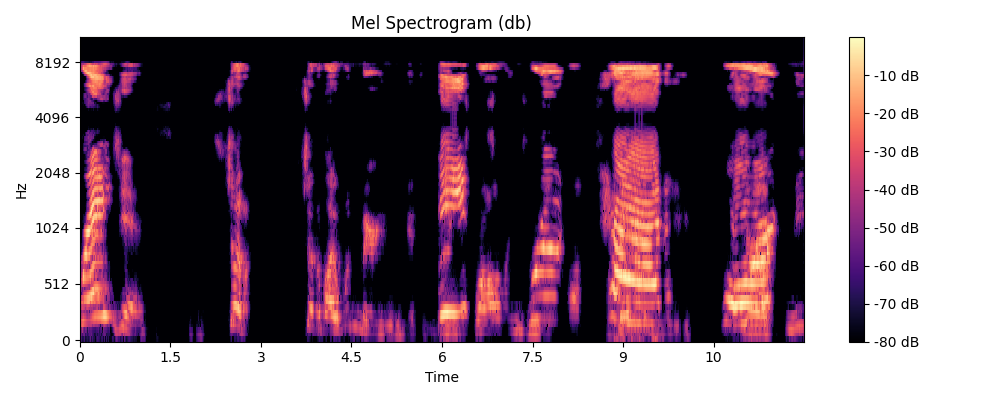 Mel Spectrogram (db)
8192
4096
2048
1024
512
0
Hz
0 1.5 3 4.5 6 7.5 9 10
Time
-10 dB
-20 dB
-30 dB
-40 dB
-50 dB
-60 dB
-70 dB
-80 dB